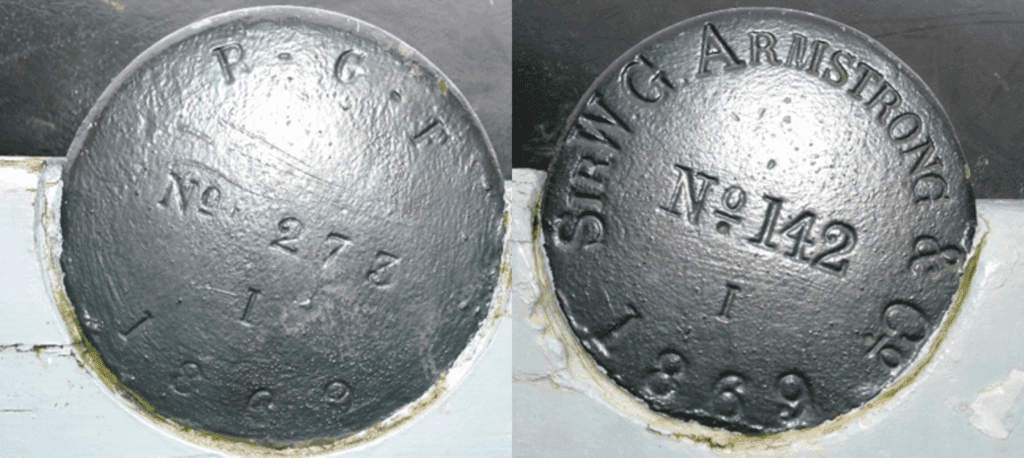 R. G. F
Nº 273
I
1869
SIR W. G. ARMSTRONG & Cº
Nº 142
I
1869